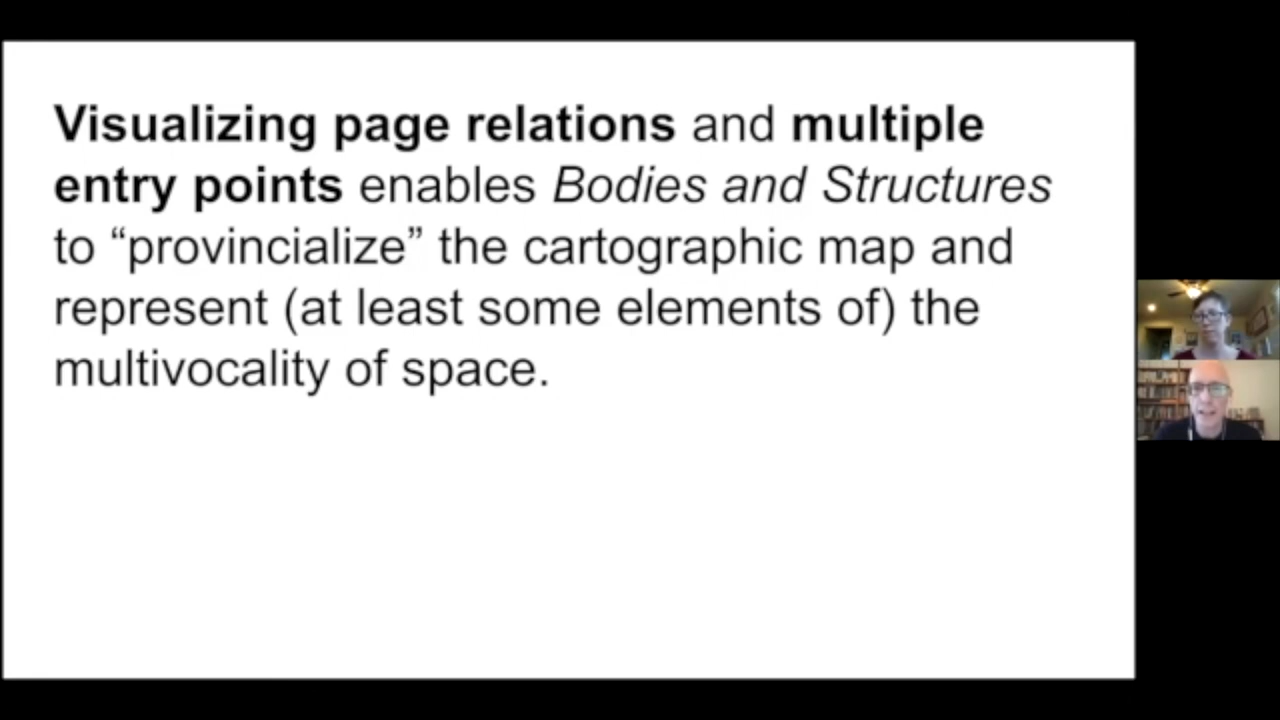 Visualizing page relations and multiple
entry points enables Bodies and Structures
to “provincialize” the cartographic map and
represent (at least some elements of) the
multivocality of space.